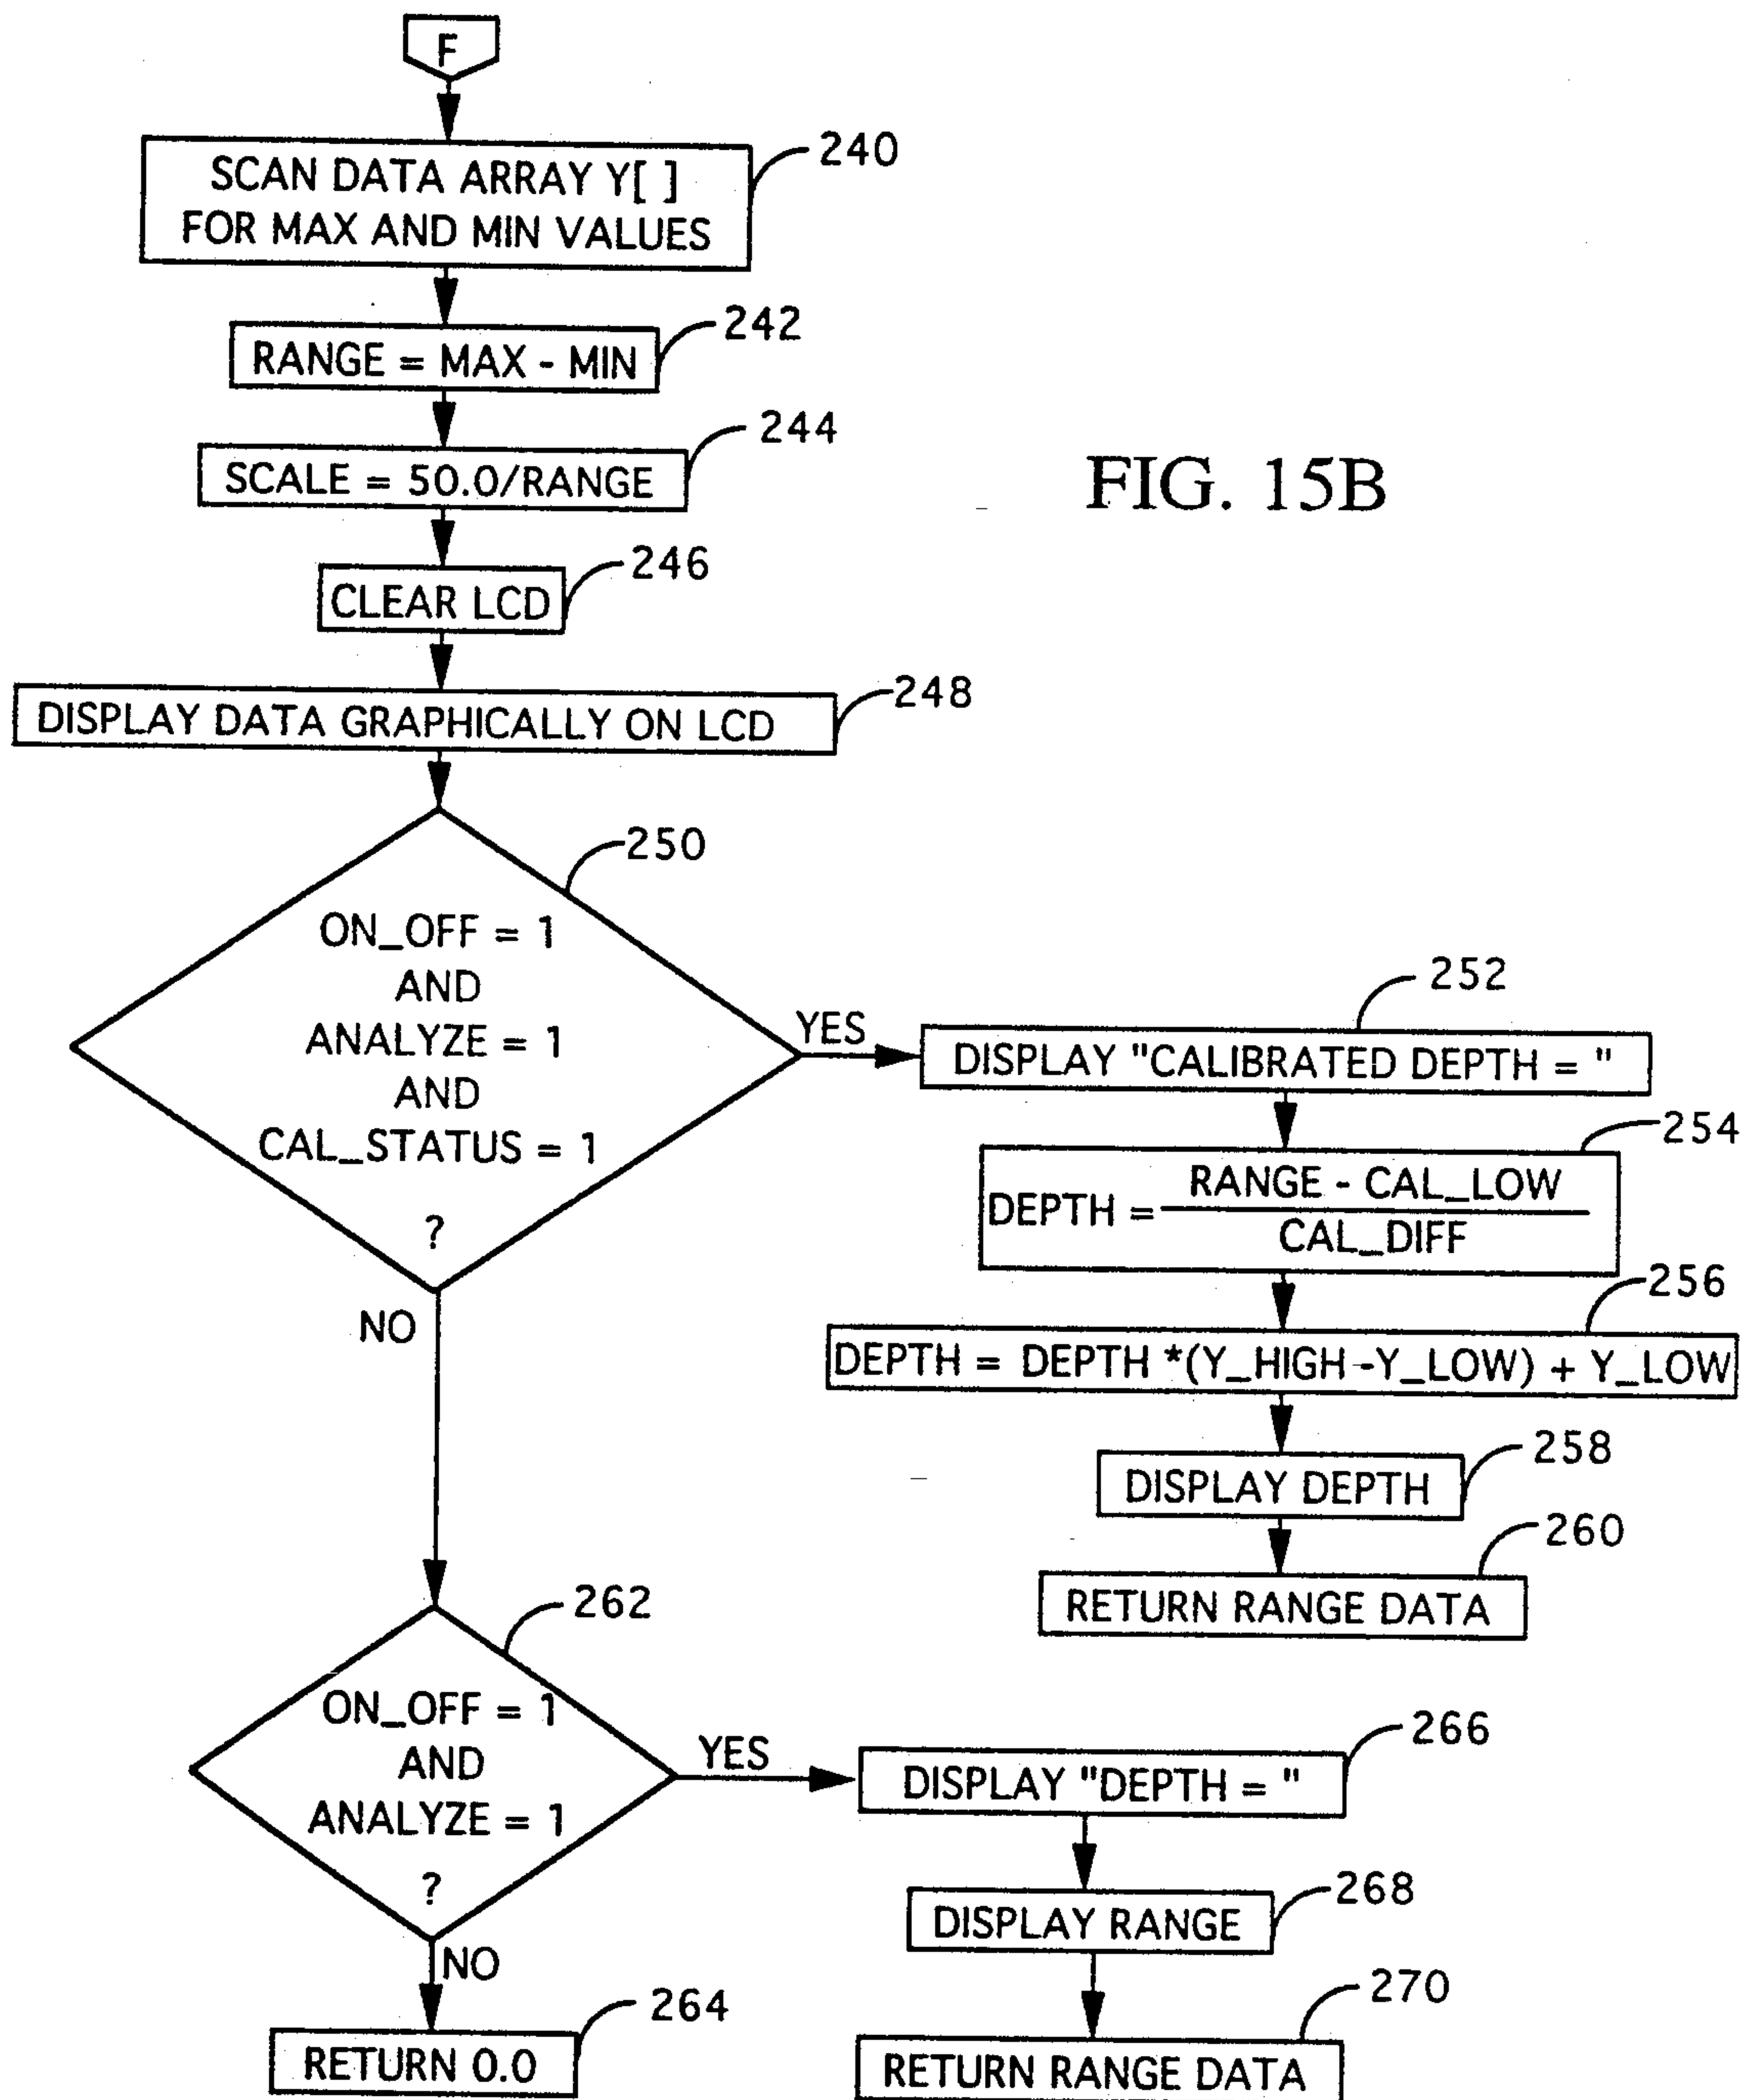 F
240
SCAN DATA ARRAY Y[ ]
FOR MAX AND MIN VALUES
242
RANGE = MAX - MIN
244
SCALE = 50.0/RANGE
FIG. 15B
246
CLEAR LCD
248
DISPLAY DATA GRAPHICALLY ON LCD
250
ON_OFF = 1
AND
ANALYZE = 1
AND
CAL_STATUS = 1
?
YES
NO
252
DISPLAY "CALIBRATED DEPTH = "
254
DEPTH = RANGE - CAL_LOW
CAL_DIFF
256
DEPTH = DEPTH *(Y_HIGH -Y_LOW) + Y_LOW
258
DISPLAY DEPTH
260
RETURN RANGE DATA
262
ON_OFF = 1
AND
ANALYZE = 1
?
YES
NO
266
DISPLAY "DEPTH = "
268
DISPLAY RANGE
270
RETURN RANGE DATA
264
RETURN 0.0